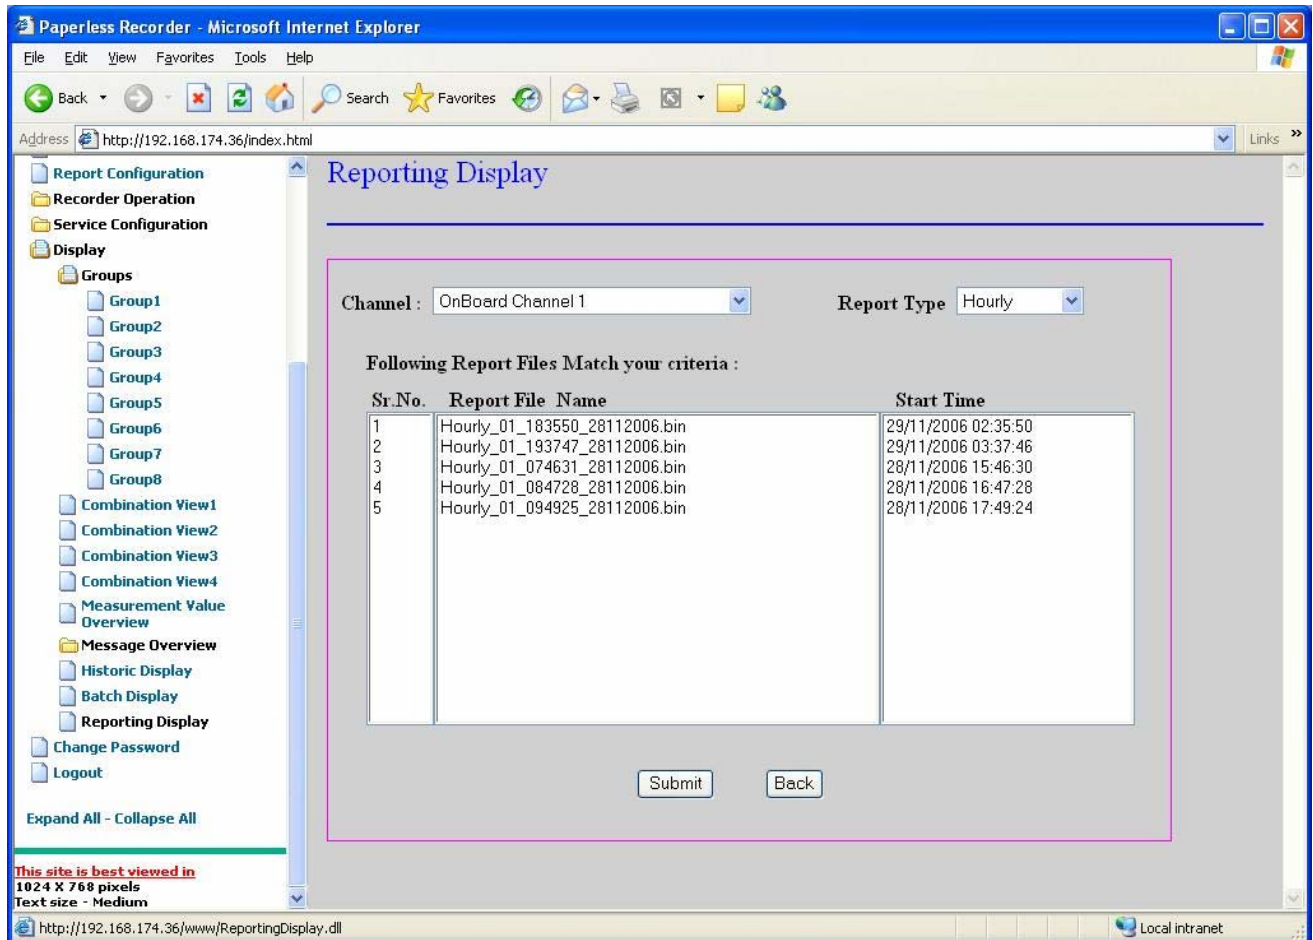 Paperless Recorder - Microsoft Internet Explorer
File Edit View Favorites Tools Help
Back Search Favorites
Address http://192.168.174.36/index.html Links »
Report Configuration
Recorder Operation
Service Configuration
Display
Groups
Group1
Group2
Group3
Group4
Group5
Group6
Group7
Group8
Combination View1
Combination View2
Combination View3
Combination View4
Measurement Value
Overview
Message Overview
Historic Display
Batch Display
Reporting Display
Change Password
Logout
Expand All - Collapse All
This site is best viewed in
1024 X 768 pixels
Text size - Medium
Reporting Display
Channel : OnBoard Channel 1 Report Type Hourly
Following Report Files Match your criteria :
Sr.No. Report File Name Start Time
1 Hourly_01_183550_28112006.bin 29/11/2006 02:35:50
2 Hourly_01_193747_28112006.bin 29/11/2006 03:37:46
3 Hourly_01_074631_28112006.bin 28/11/2006 15:46:30
4 Hourly_01_084728_28112006.bin 28/11/2006 16:47:28
5 Hourly_01_094925_28112006.bin 28/11/2006 17:49:24
Submit Back
http://192.168.174.36/www/ReportingDisplay.dll Local intranet